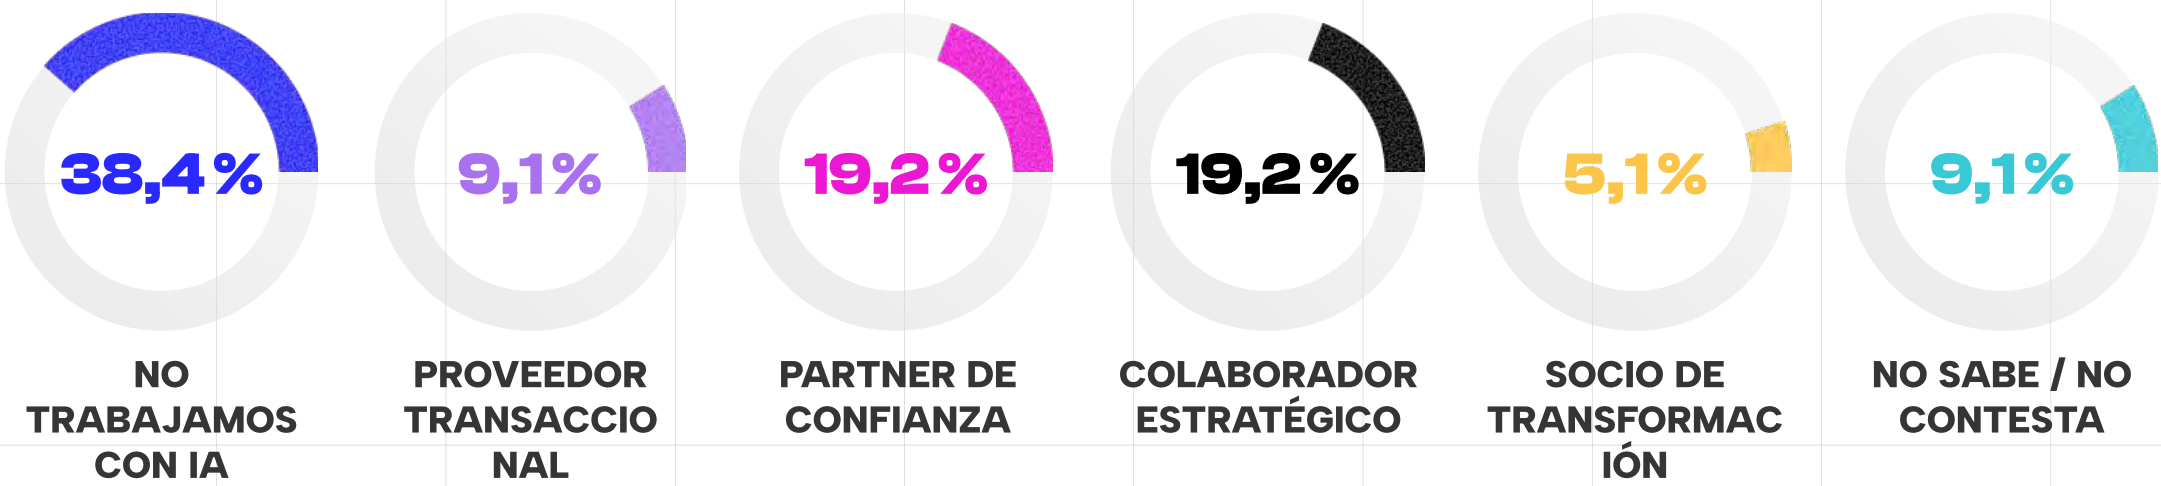 38,4%
9,1%
19,2%
19,2%
5,1%
9,1%
NO
TRABAJAMOS
CON IA
PROVEEDOR
TRANSACCIO
NAL
PARTNER DE
CONFIANZA
COLABORADOR
ESTRATÉGICO
SOCIO DE
TRANSFORMAC
IÓN
NO SABE / NO
CONTESTA